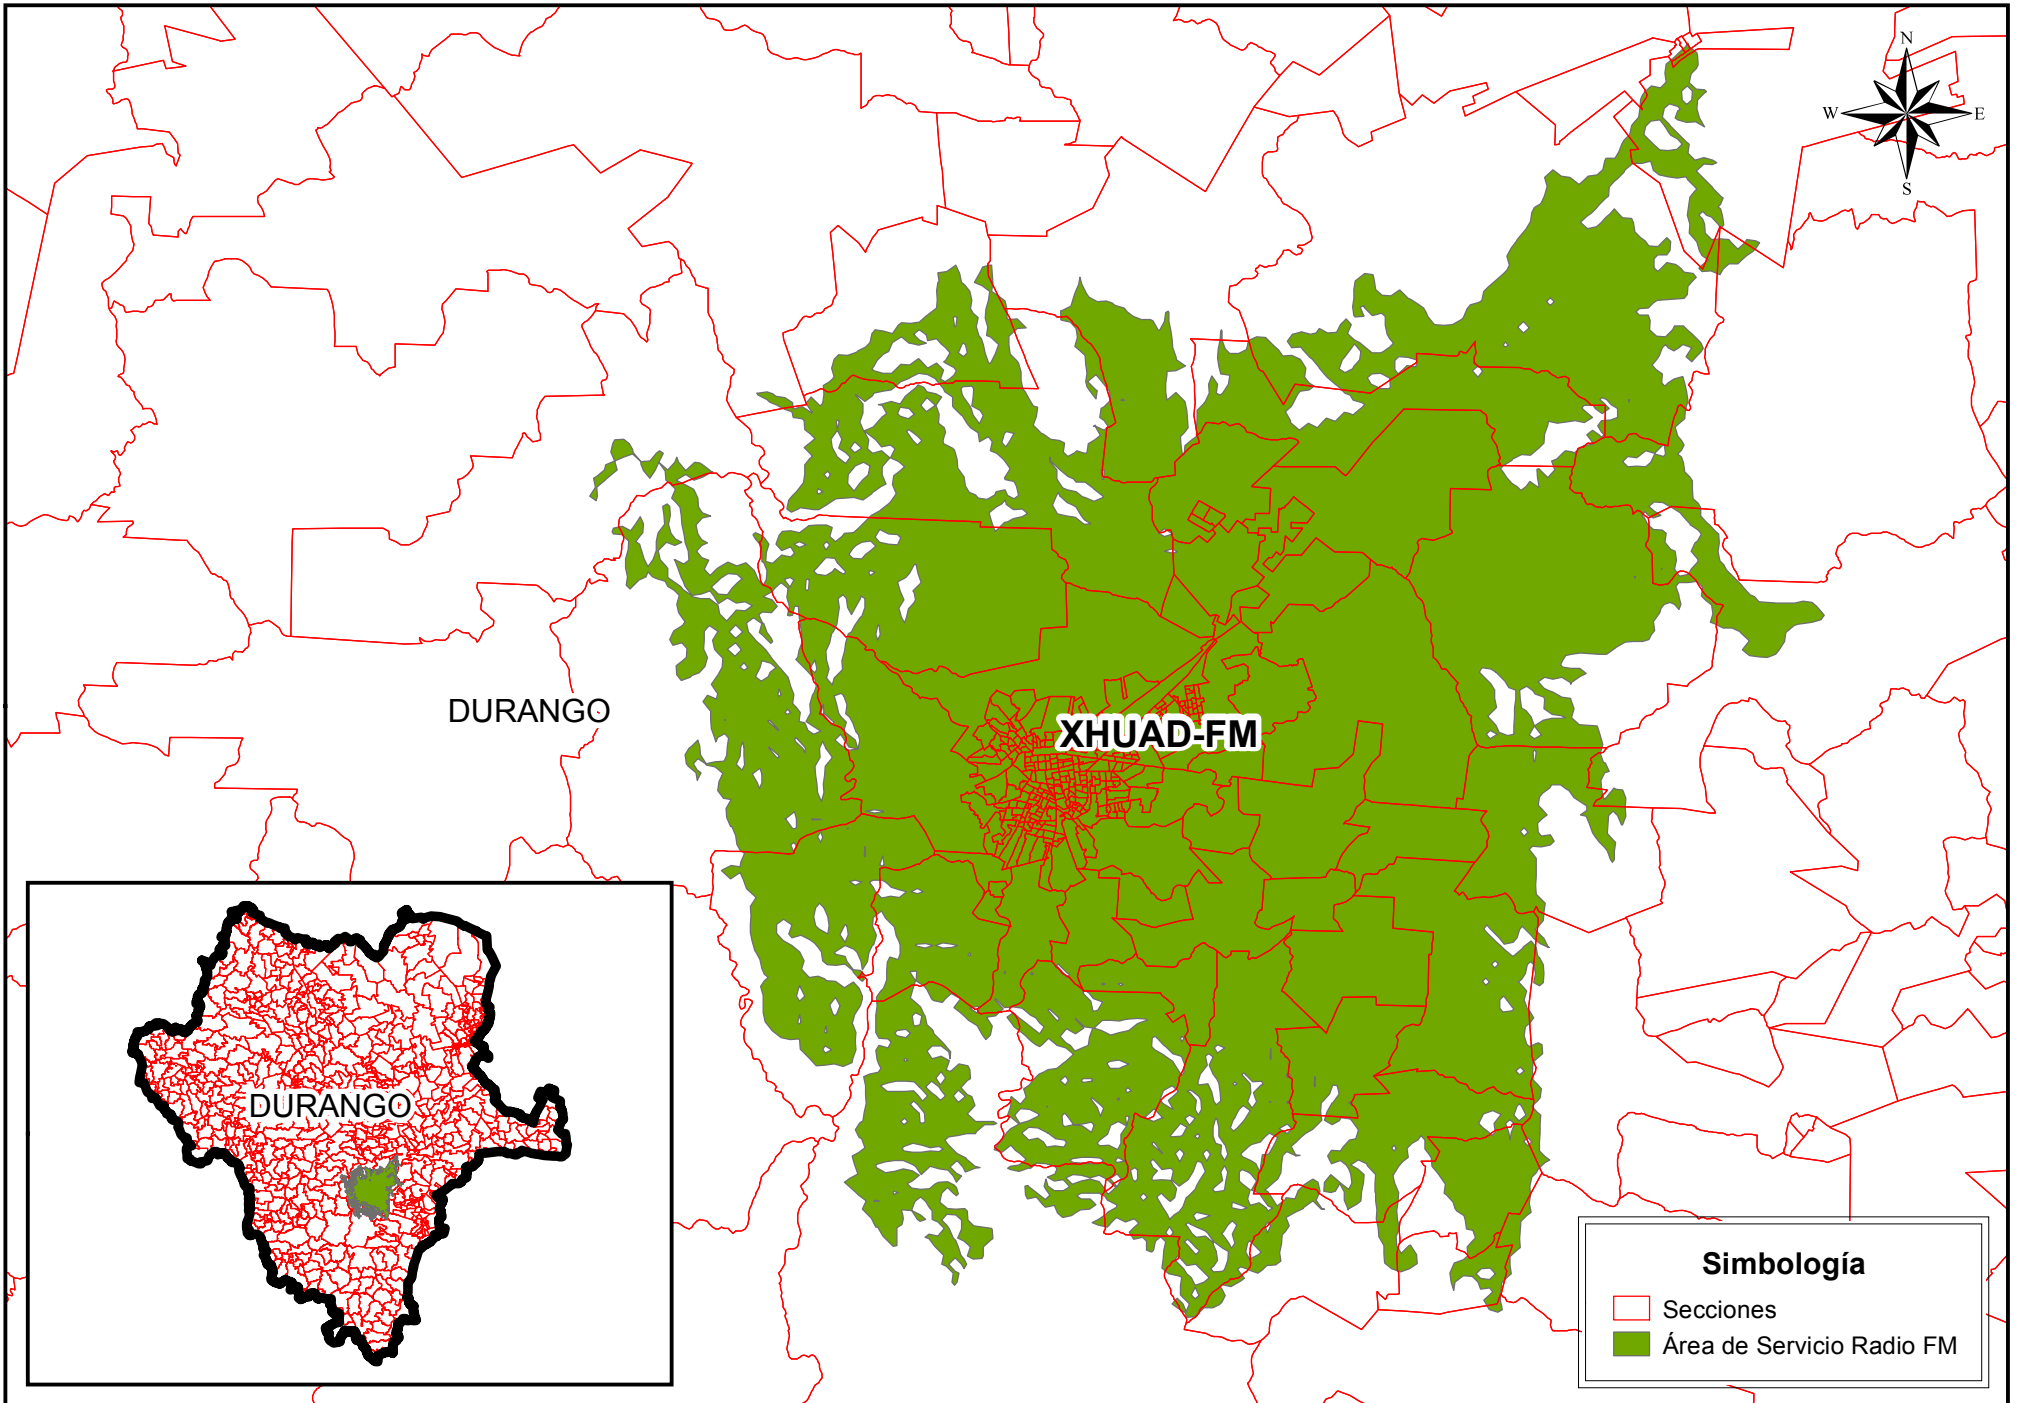 N
W E
S
DURANGO
XHUAD-FM
DURANGO
Simbología
Secciones
Área de Servicio Radio FM